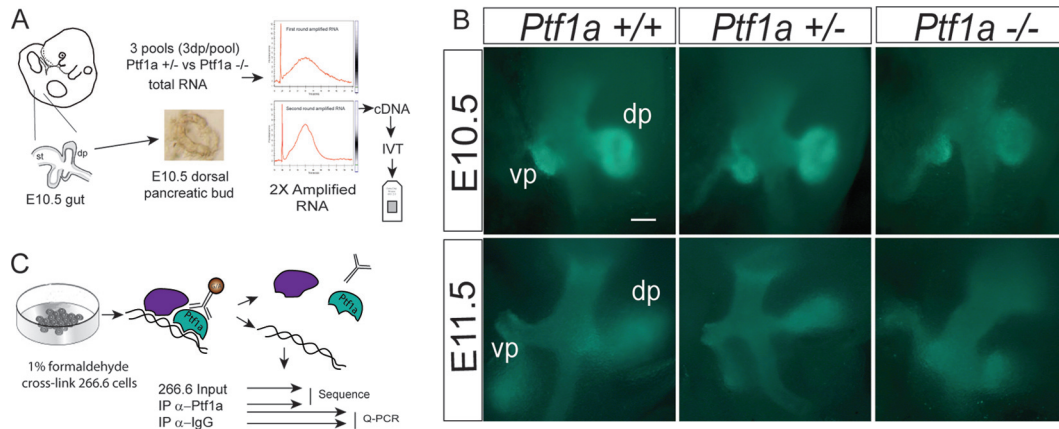 A
3 pools (3dp/pool)
Ptf1a +/- vs Ptf1a -/-
total RNA
First round amplified RNA
Second round amplified RNA
cDNA
IVT
st
dp
E10.5 gut
E10.5 dorsal
pancreatic bud
2X Amplified
RNA
B
Ptf1a +/+
Ptf1a +/-
Ptf1a -/-
E10.5
dp
vp
E11.5
dp
vp
C
Ptf1a
Ptf1a
1% formaldehyde
cross-link 266.6 cells
266.6 Input
IP α–Ptf1a
IP α–IgG
Sequence
Q-PCR